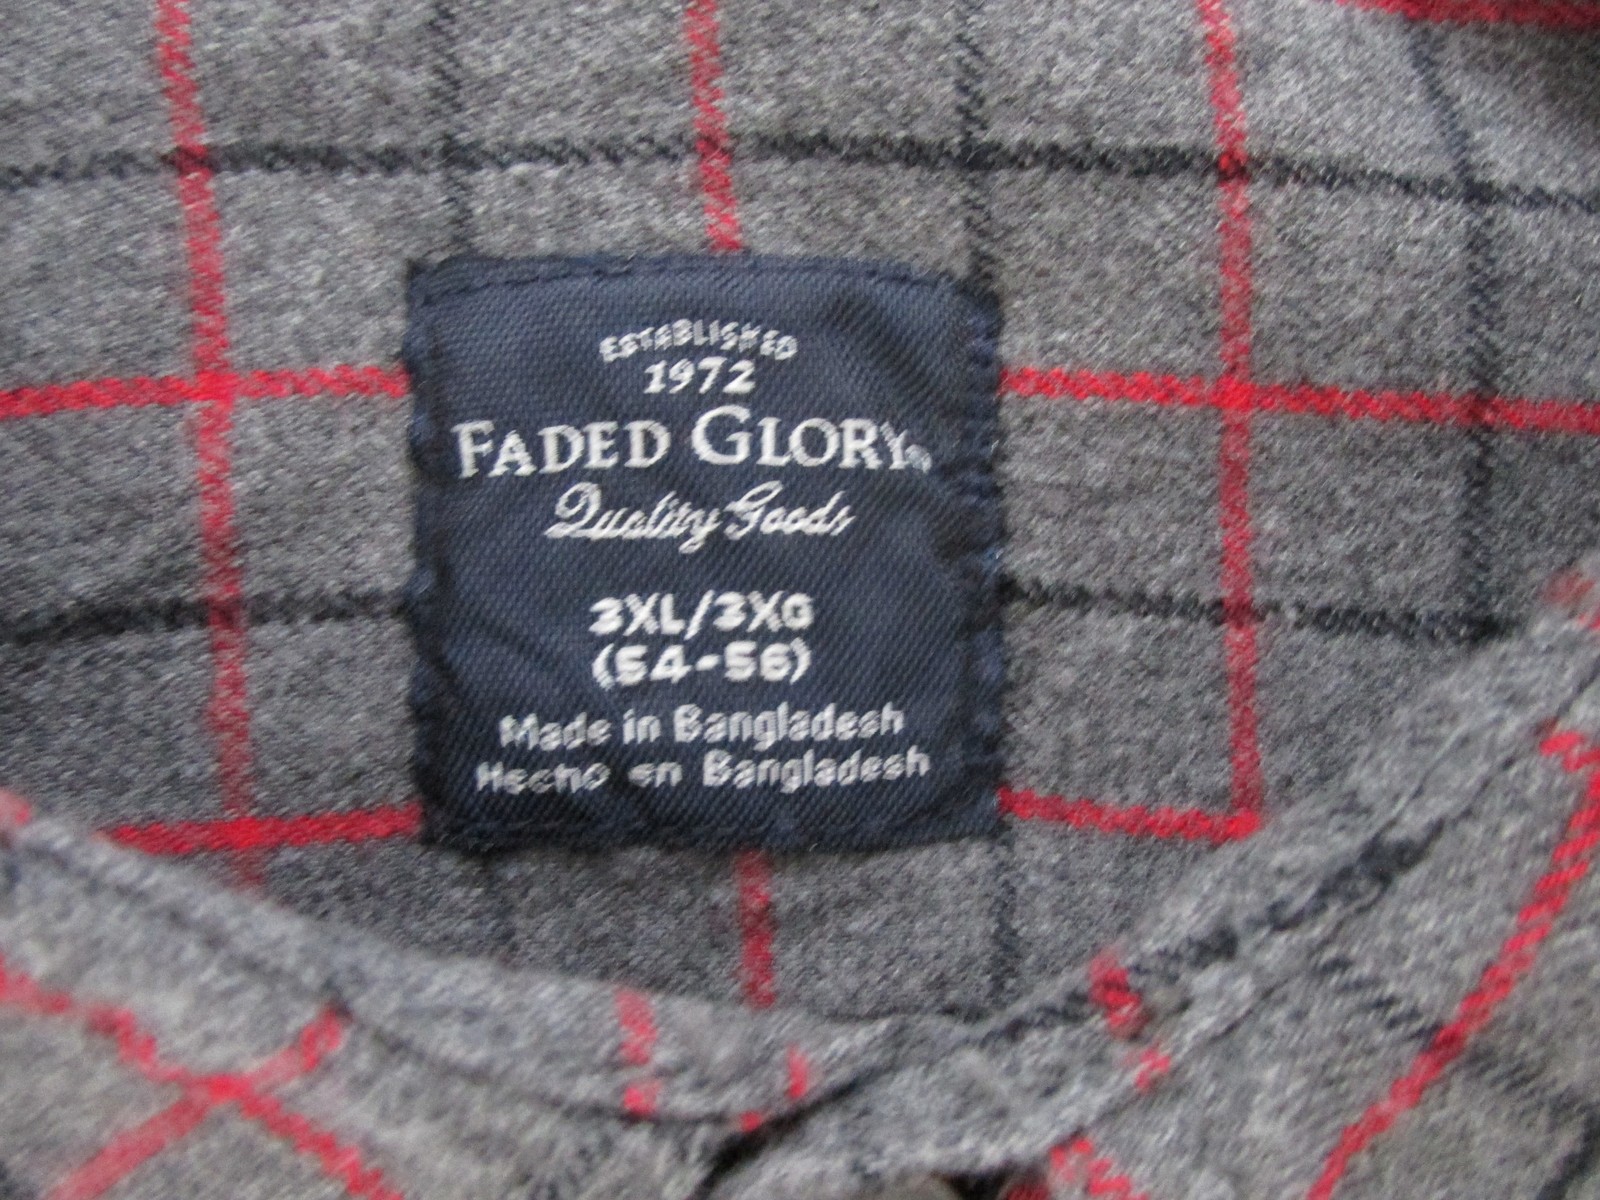 ESTABLISHED
1972
FADED GLORY®
Quality Goods
3XL/3XG
(54-56)
Made in Bangladesh
Hecho en Bangladesh